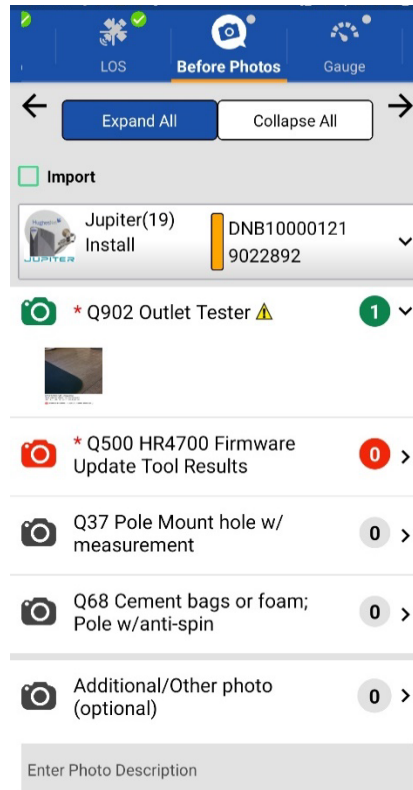 LOS
Before Photos
Gauge
Expand All
Collapse All
Import
Jupiter(19)
Install
DNB10000121
9022892
JUPITER
* Q902 Outlet Tester
1
* Q500 HR4700 Firmware
Update Tool Results
0
Q37 Pole Mount hole w/
measurement
0
Q68 Cement bags or foam;
Pole w/anti-spin
0
Additional/Other photo
(optional)
0
Enter Photo Description